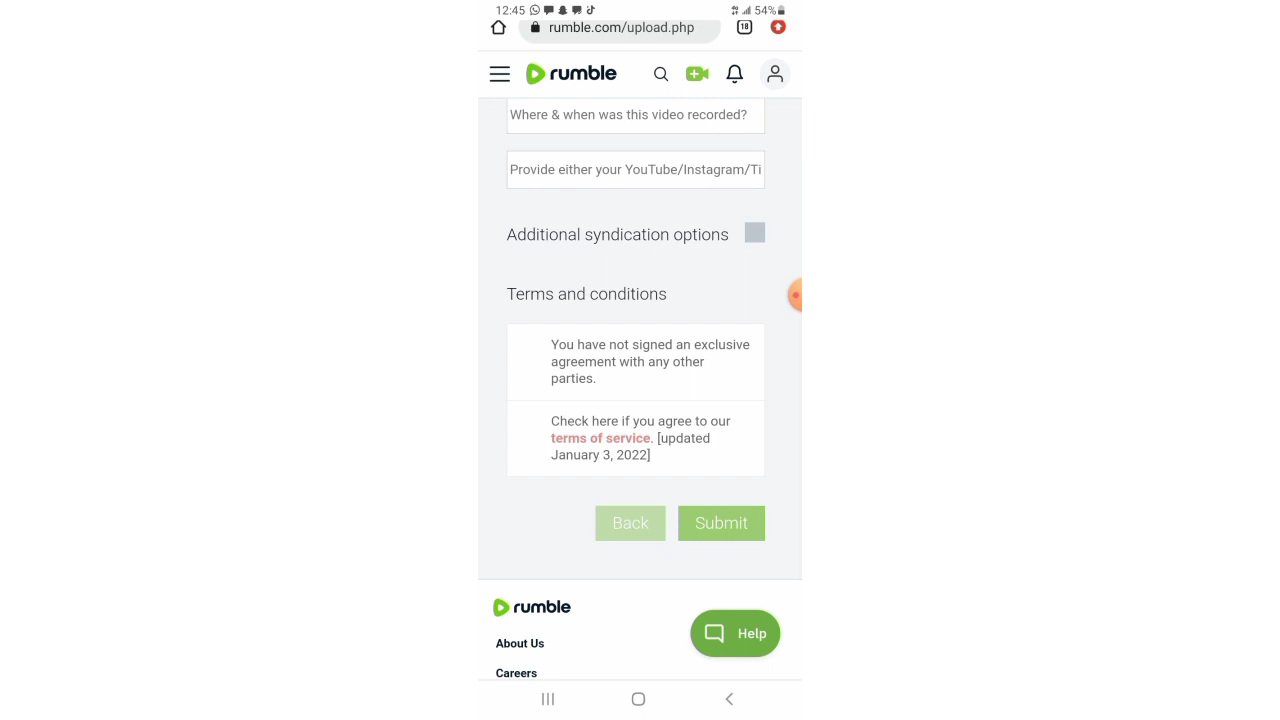 12:45 54%
rumble.com/upload.php 18
rumble
Where & when was this video recorded?
Provide either your YouTube/Instagram/Ti
Additional syndication options
Terms and conditions
You have not signed an exclusive
agreement with any other
parties.
Check here if you agree to our
terms of service. [updated
January 3, 2022]
Back Submit
rumble
Help
About Us
Careers